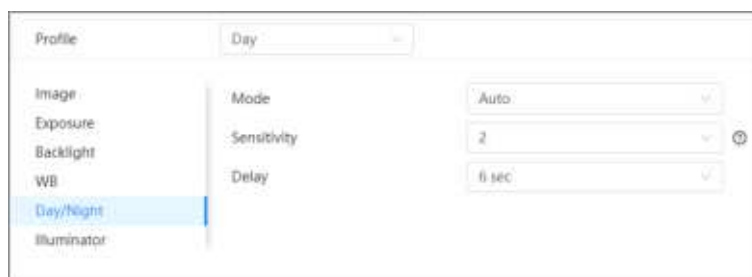 Profile Day
Image
Exposure
Backlight
WB
Day/Night
Illuminator
Mode Auto
Sensitivity 2
Delay 6 sec